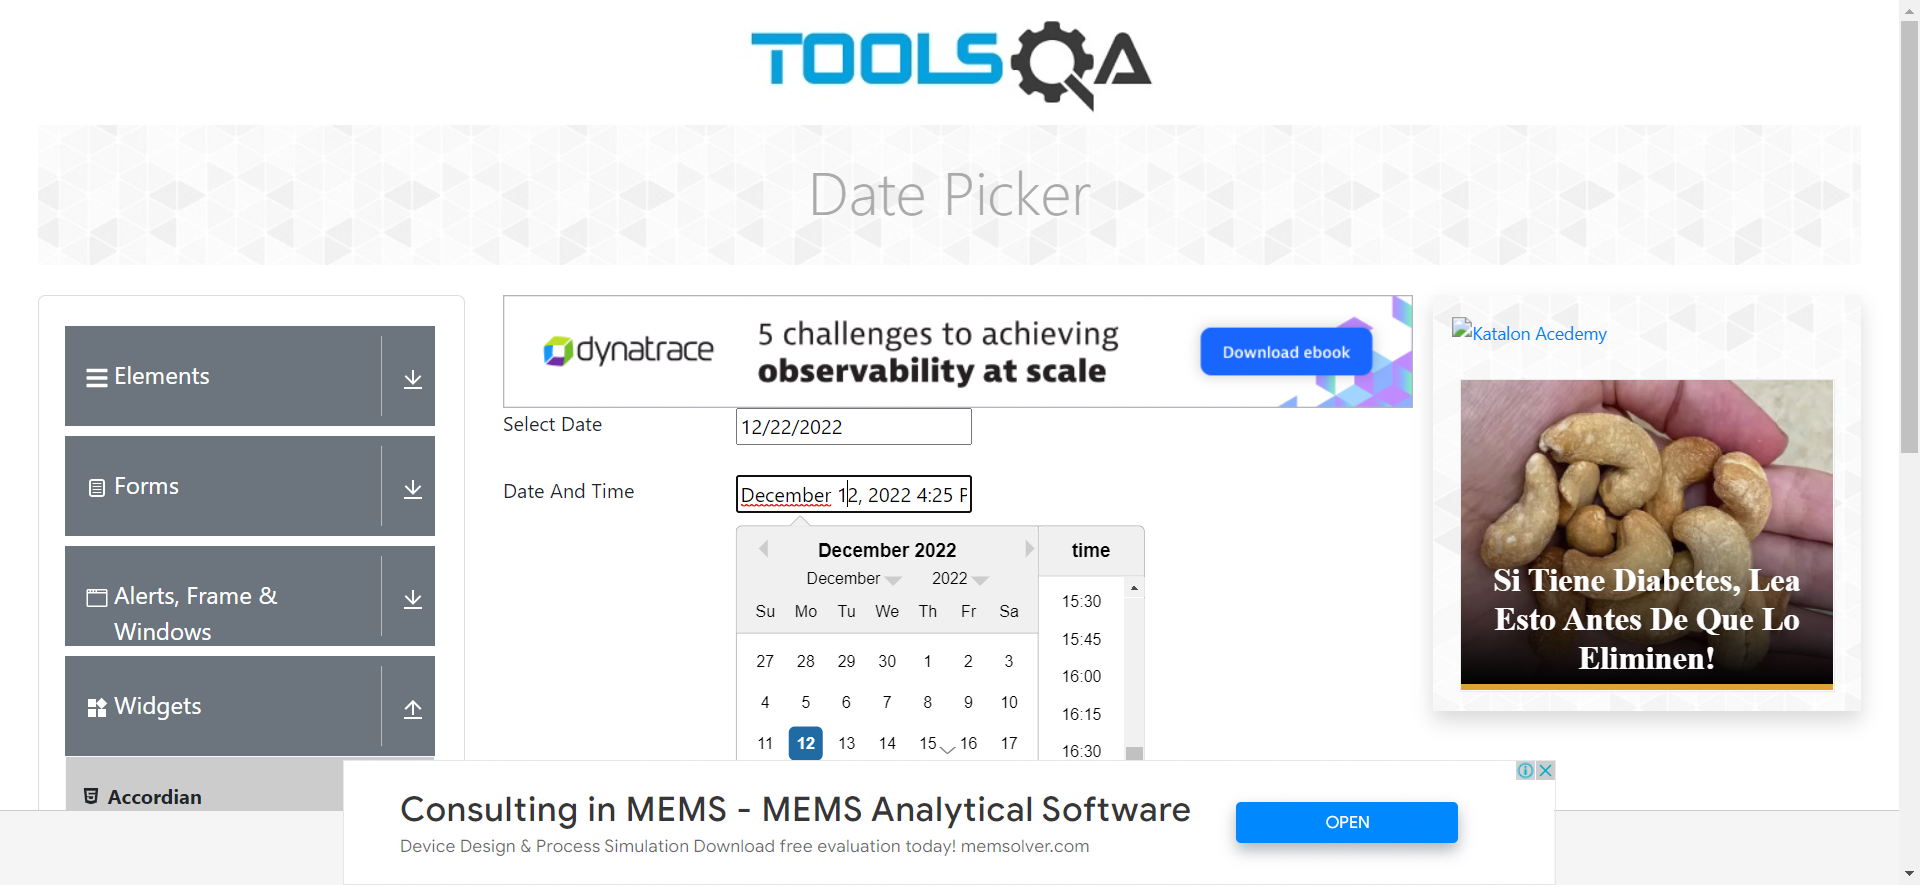 TOOLSQA
Date Picker
Elements
Forms
Alerts, Frame &
Windows
Widgets
Accordian
dynatrace
5 challenges to achieving
observability at scale
Download ebook
Select Date
12/22/2022
Date And Time
December 12, 2022 4:25 P
December 2022
December 2022
Su Mo Tu We Th Fr Sa
27 28 29 30 1 2 3
4 5 6 7 8 9 10
11 12 13 14 15 16 17
time
15:30
15:45
16:00
16:15
16:30
Katalon Acedemy
Si Tiene Diabetes, Lea
Esto Antes De Que Lo
Eliminen!
Consulting in MEMS - MEMS Analytical Software
Device Design & Process Simulation Download free evaluation today! memsolver.com
OPEN